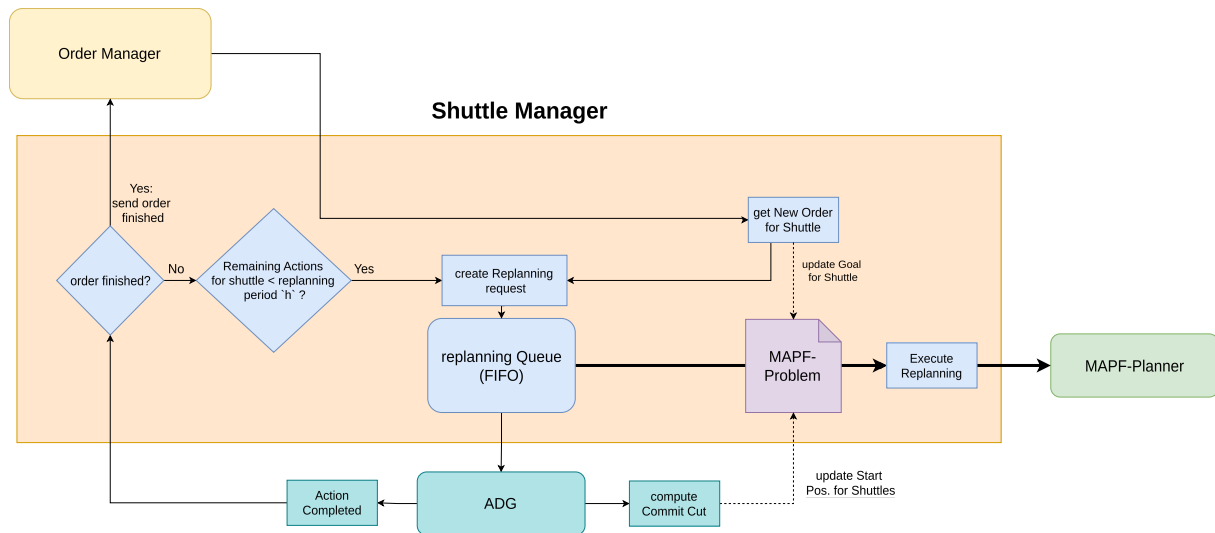 Order Manager
Shuttle Manager
Yes:
send order
finished
get New Order
for Shuttle
order finished?
No
Remaining Actions
for shuttle < replanning
period `h` ?
Yes
create Replanning
request
update Goal
for Shuttle
replanning Queue
(FIFO)
MAPF-
Problem
Execute
Replanning
MAPF-Planner
Action
Completed
ADG
compute
Commit Cut
update Start
Pos. for Shuttles